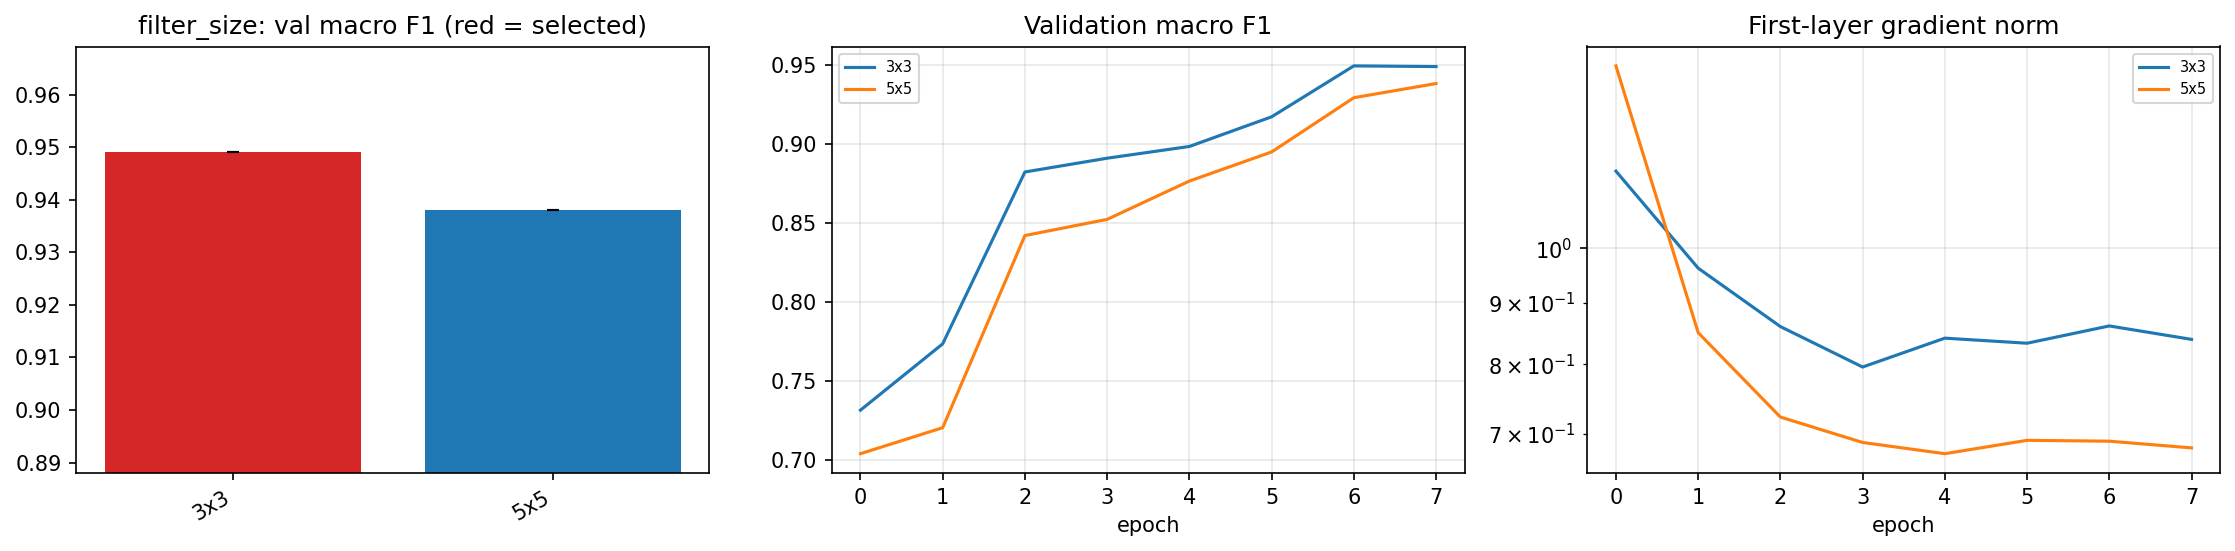 filter_size: val macro F1 (red = selected)
0.96
0.95
0.94
0.93
0.92
0.91
0.90
0.89
3x3
5x5
Validation macro F1
3x3
5x5
0.95
0.90
0.85
0.80
0.75
0.70
0 1 2 3 4 5 6 7
epoch
First-layer gradient norm
3x3
5x5
10⁰
9 × 10⁻¹
8 × 10⁻¹
7 × 10⁻¹
0 1 2 3 4 5 6 7
epoch